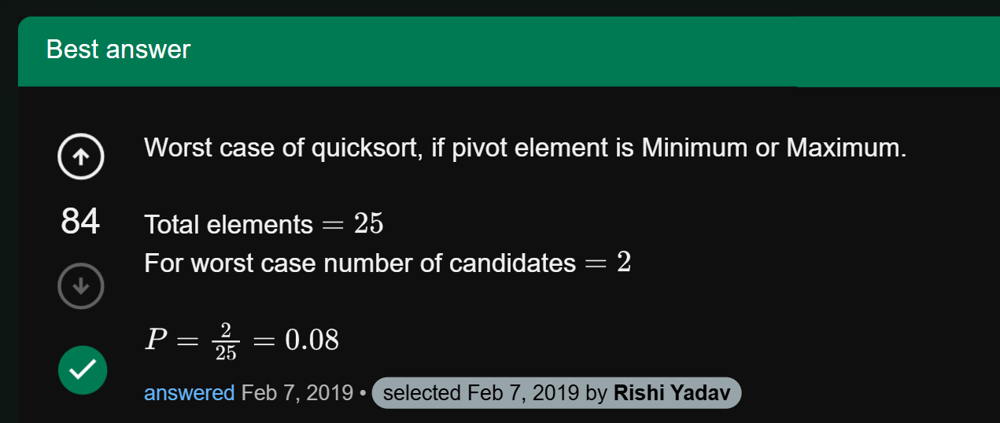 Best answer
Worst case of quicksort, if pivot element is Minimum or Maximum.
84
Total elements = 25
For worst case number of candidates = 2
P = 2/25 = 0.08
answered Feb 7, 2019 • selected Feb 7, 2019 by Rishi Yadav